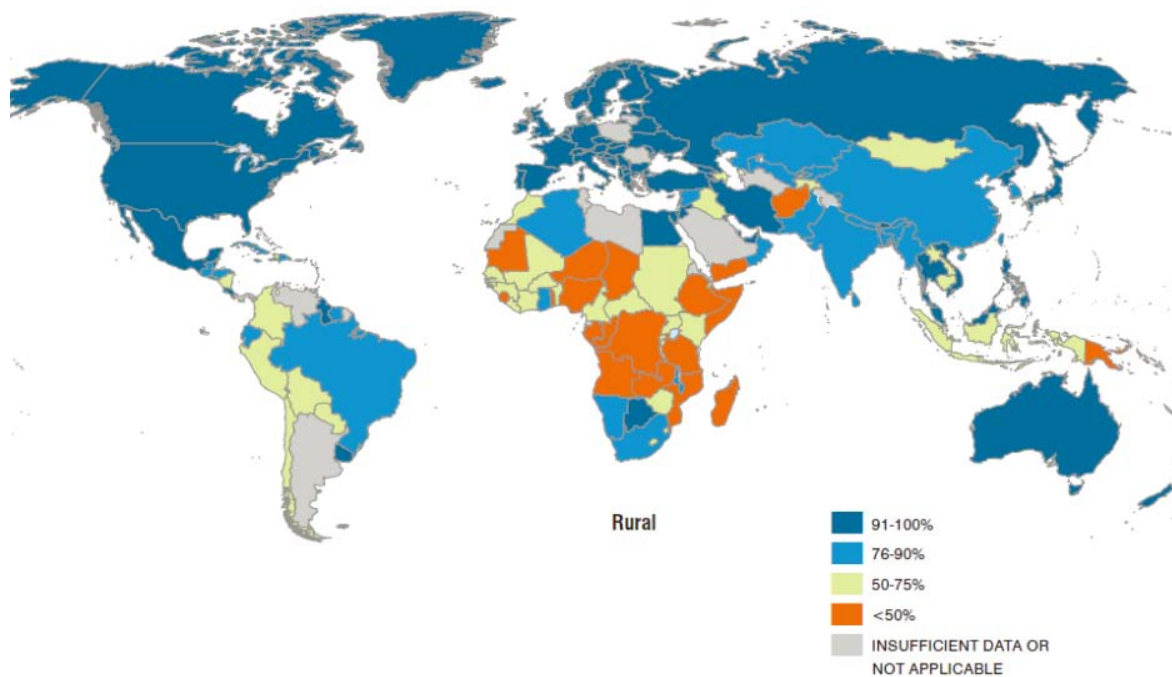 Rural
91-100%
76-90%
50-75%
<50%
INSUFFICIENT DATA OR
NOT APPLICABLE